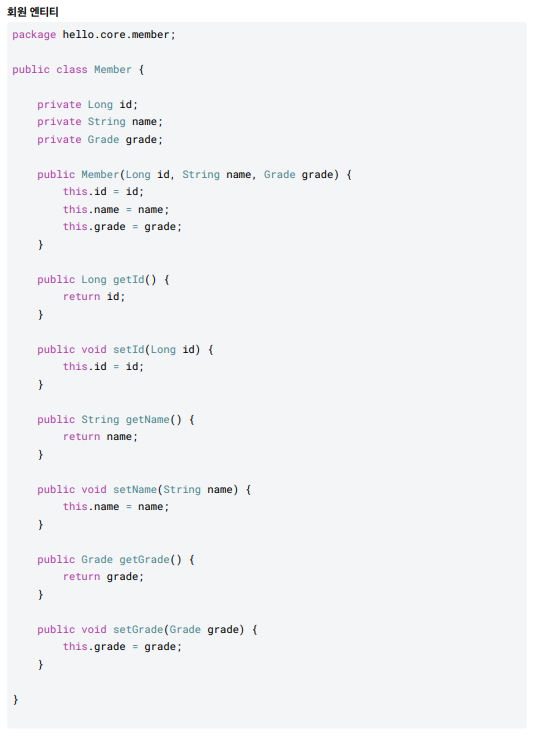 회원 엔티티
package hello.core.member;
public class Member {
private Long id;
private String name;
private Grade grade;
public Member(Long id, String name, Grade grade) {
this.id = id;
this.name = name;
this.grade = grade;
}
public Long getId() {
return id;
}
public void setId(Long id) {
this.id = id;
}
public String getName() {
return name;
}
public void setName(String name) {
this.name = name;
}
public Grade getGrade() {
return grade;
}
public void setGrade(Grade grade) {
this.grade = grade;
}
}